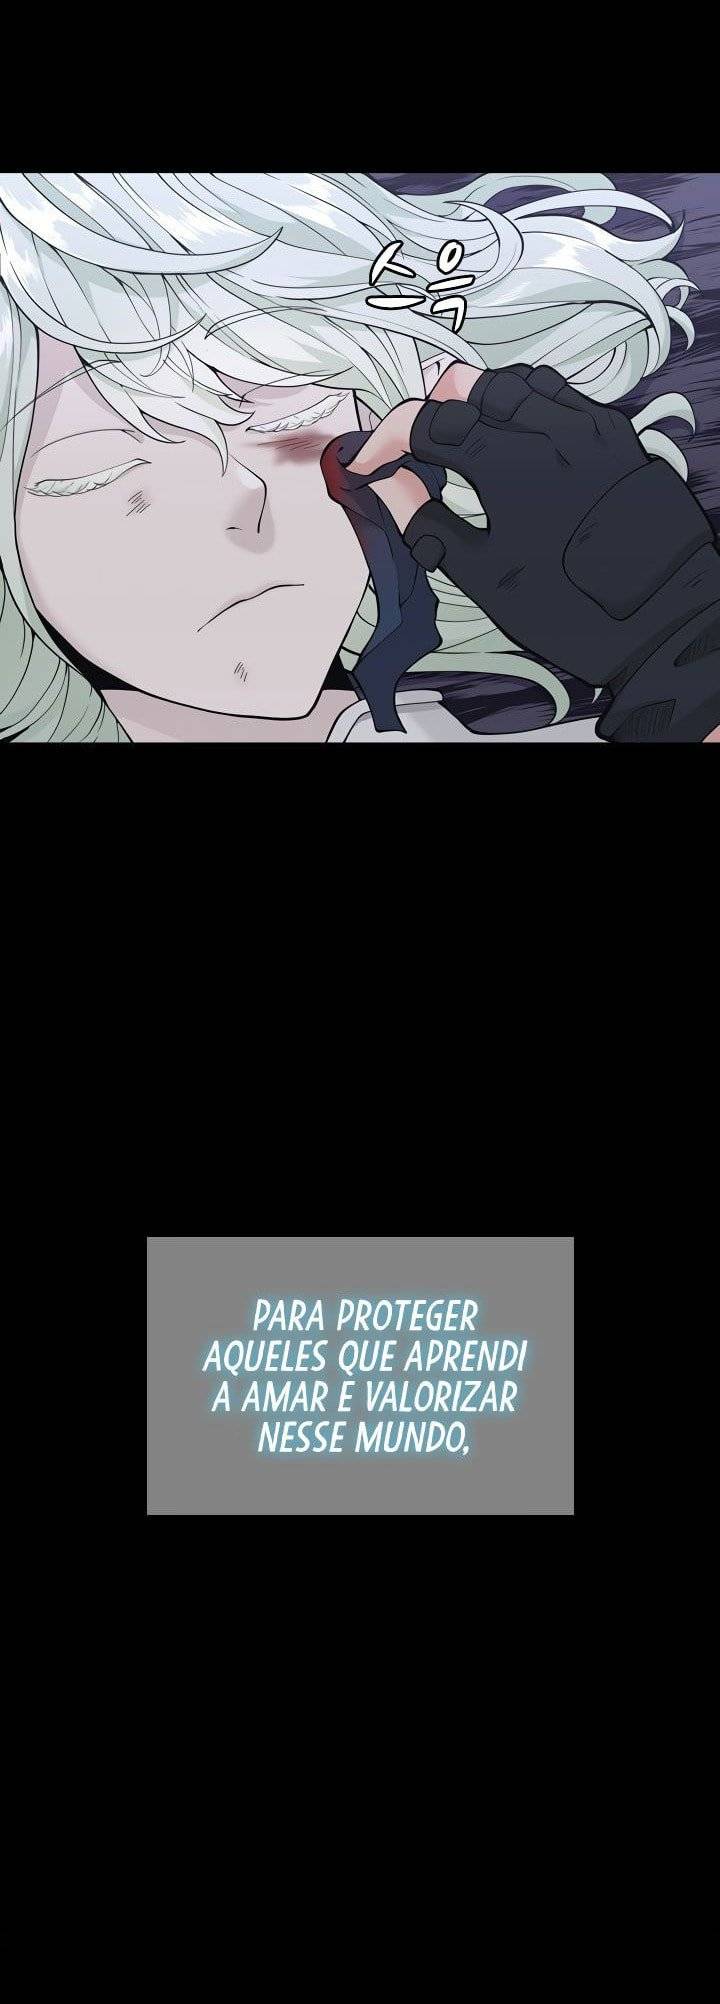 스윽
PARA PROTEGER
AQUELES QUE APRENDI
A AMAR E VALORIZAR
NESSE MUNDO,